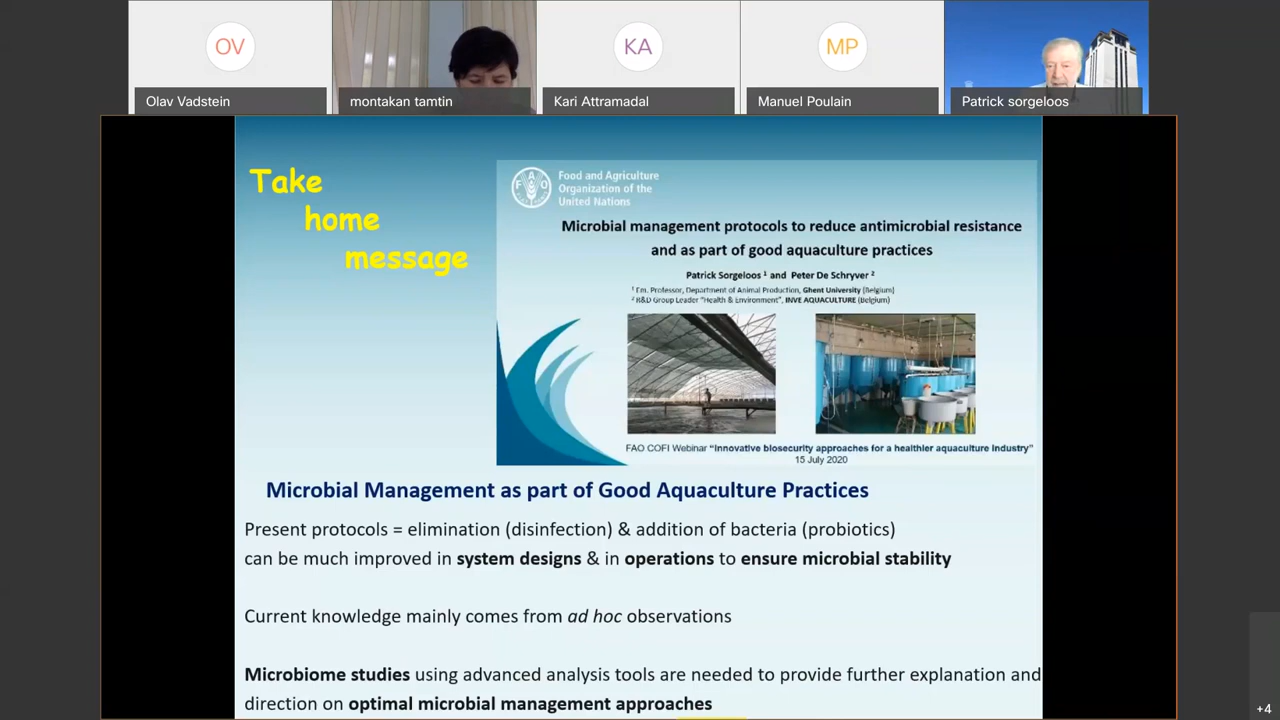 OV
KA
MP
Olav Vadstein
montakan tamtin
Kari Attramadal
Manuel Poulain
Patrick sorgeloos
Take
home
message
FAO
Food and Agriculture
Organization of the
United Nations
Microbial management protocols to reduce antimicrobial resistance
and as part of good aquaculture practices
Patrick Sorgeloos ¹ and Peter De Schryver ²
¹ Em. Professor, Department of Animal Production, Ghent University (Belgium)
² R&D Group Leader "Health & Environment", INVE AQUACULTURE (Belgium)
FAO COFI Webinar "Innovative biosecurity approaches for a healthier aquaculture industry"
15 July 2020
Microbial Management as part of Good Aquaculture Practices
Present protocols = elimination (disinfection) & addition of bacteria (probiotics)
can be much improved in system designs & in operations to ensure microbial stability
Current knowledge mainly comes from ad hoc observations
Microbiome studies using advanced analysis tools are needed to provide further explanation and
direction on optimal microbial management approaches
+4